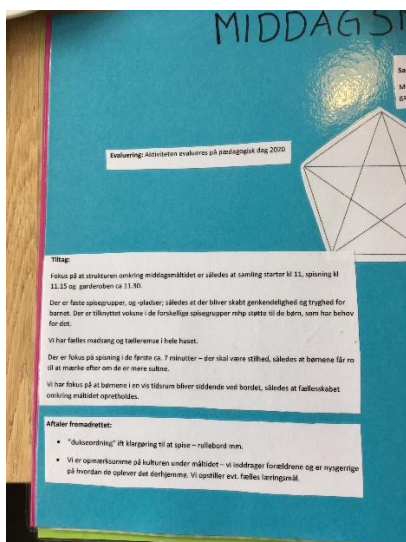 MIDDAGS
Sa
M
ga
Evaluering: Aktiviteten evalueres på pædagogisk dag 2020
Tiltag:
Fokus på at strukturen omkring middagsmåltidet er således at samling starter kl 11, spisning kl
11.15 og garderoben ca 11.30.
Der er faste spisegrupper, og -pladser; således at der bliver skabt genkendelighed og tryghed for
barnet. Der er tilknyttet voksne i de forskellige spisegrupper mhp støtte til de børn, som har behov
for det.
Vi har fælles madsang og tælleremse i hele huset.
Der er fokus på spisning i de første ca. 7 minutter – der skal være stilhed, således at børnene får ro
til at mærke efter om de er mere sultne.
Vi har fokus på at børnene i en vis tidsrum bliver siddende ved bordet, således at fællesskabet
omkring måltidet opretholdes.
Aftaler fremadrettet:
• "dukseordning" ift klargøring til at spise – rullebord mm.
• Vi er opmærksomme på kulturen under måltidet – vi inddrager forældrene og er nysgerrige
på hvordan de oplever det derhjemme. Vi opstiller evt. fælles læringsmål.